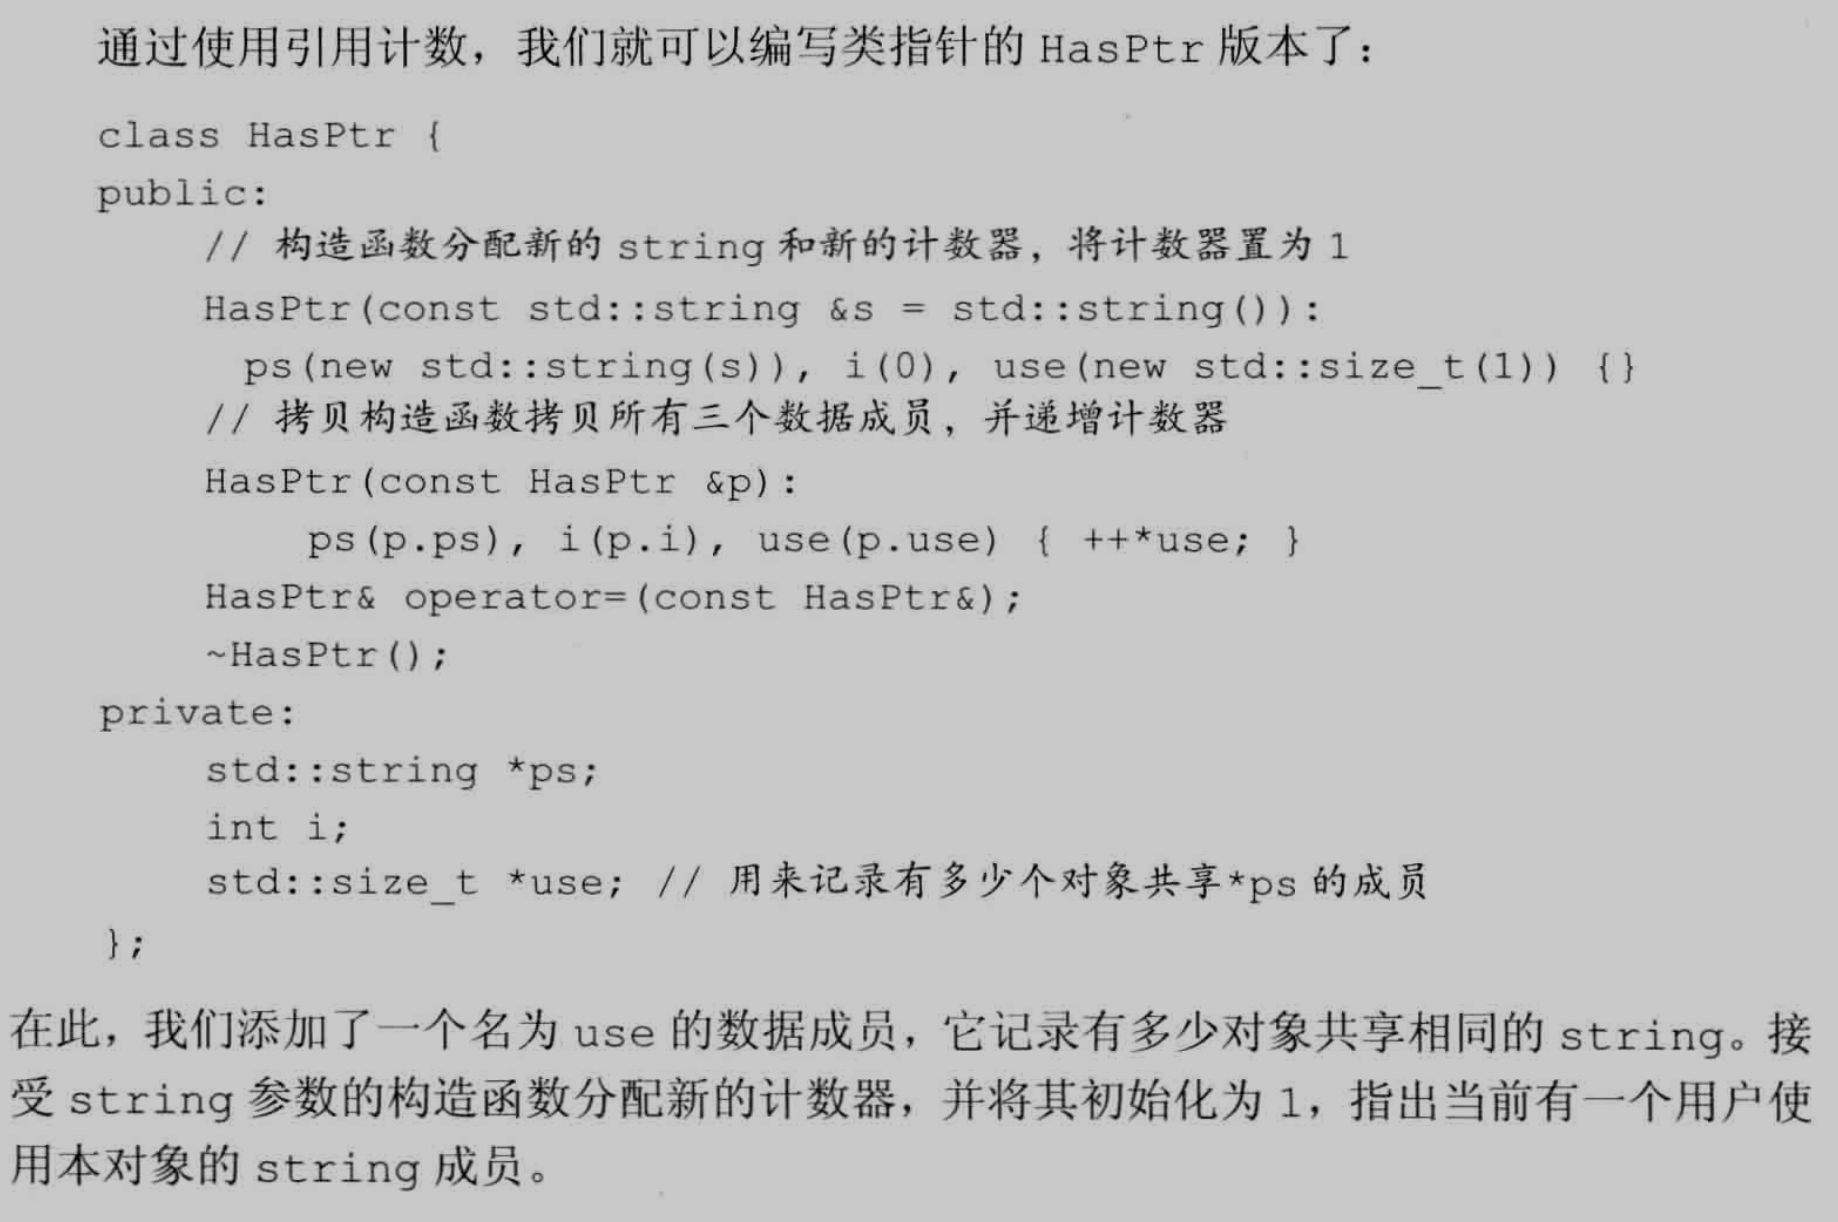 通过使用引用计数，我们就可以编写类指针的 HasPtr 版本了：
class HasPtr {
public:
// 构造函数分配新的 string 和新的计数器，将计数器置为 1
HasPtr(const std::string &s = std::string()):
ps(new std::string(s)), i(0), use(new std::size_t(1)) {}
// 拷贝构造函数拷贝所有三个数据成员，并递增计数器
HasPtr(const HasPtr &p):
ps(p.ps), i(p.i), use(p.use) { ++*use; }
HasPtr& operator=(const HasPtr&);
~HasPtr();
private:
std::string *ps;
int i;
std::size_t *use; // 用来记录有多少个对象共享*ps 的成员
};
在此，我们添加了一个名为 use 的数据成员，它记录有多少对象共享相同的 string。接
受 string 参数的构造函数分配新的计数器，并将其初始化为 1，指出当前有一个用户使
用本对象的 string 成员。